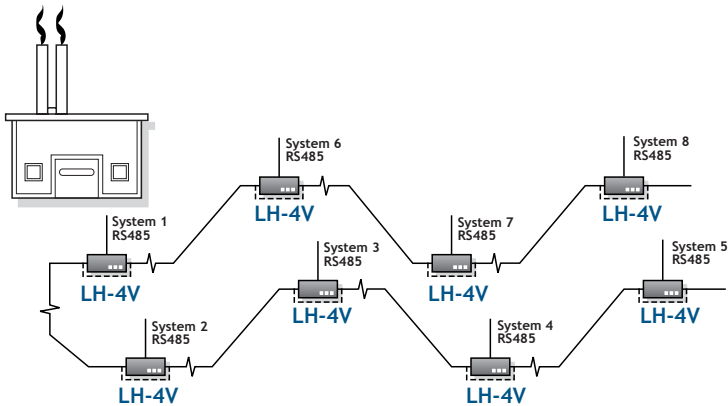 System 6
RS485
LH-4V
System 8
RS485
LH-4V
System 1
RS485
LH-4V
System 7
RS485
LH-4V
System 3
RS485
LH-4V
System 5
RS485
LH-4V
System 2
RS485
LH-4V
System 4
RS485
LH-4V